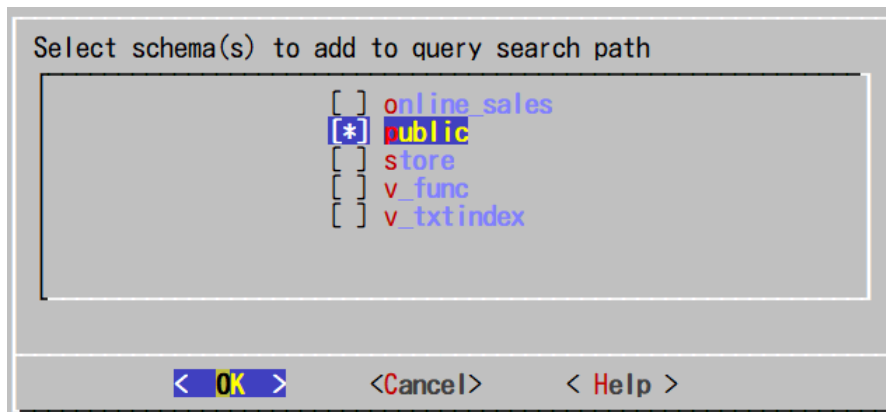 Select schema(s) to add to query search path
[ ] online_sales
[*] public
[ ] store
[ ] v_func
[ ] v_txtindex
< OK > <Cancel> < Help >